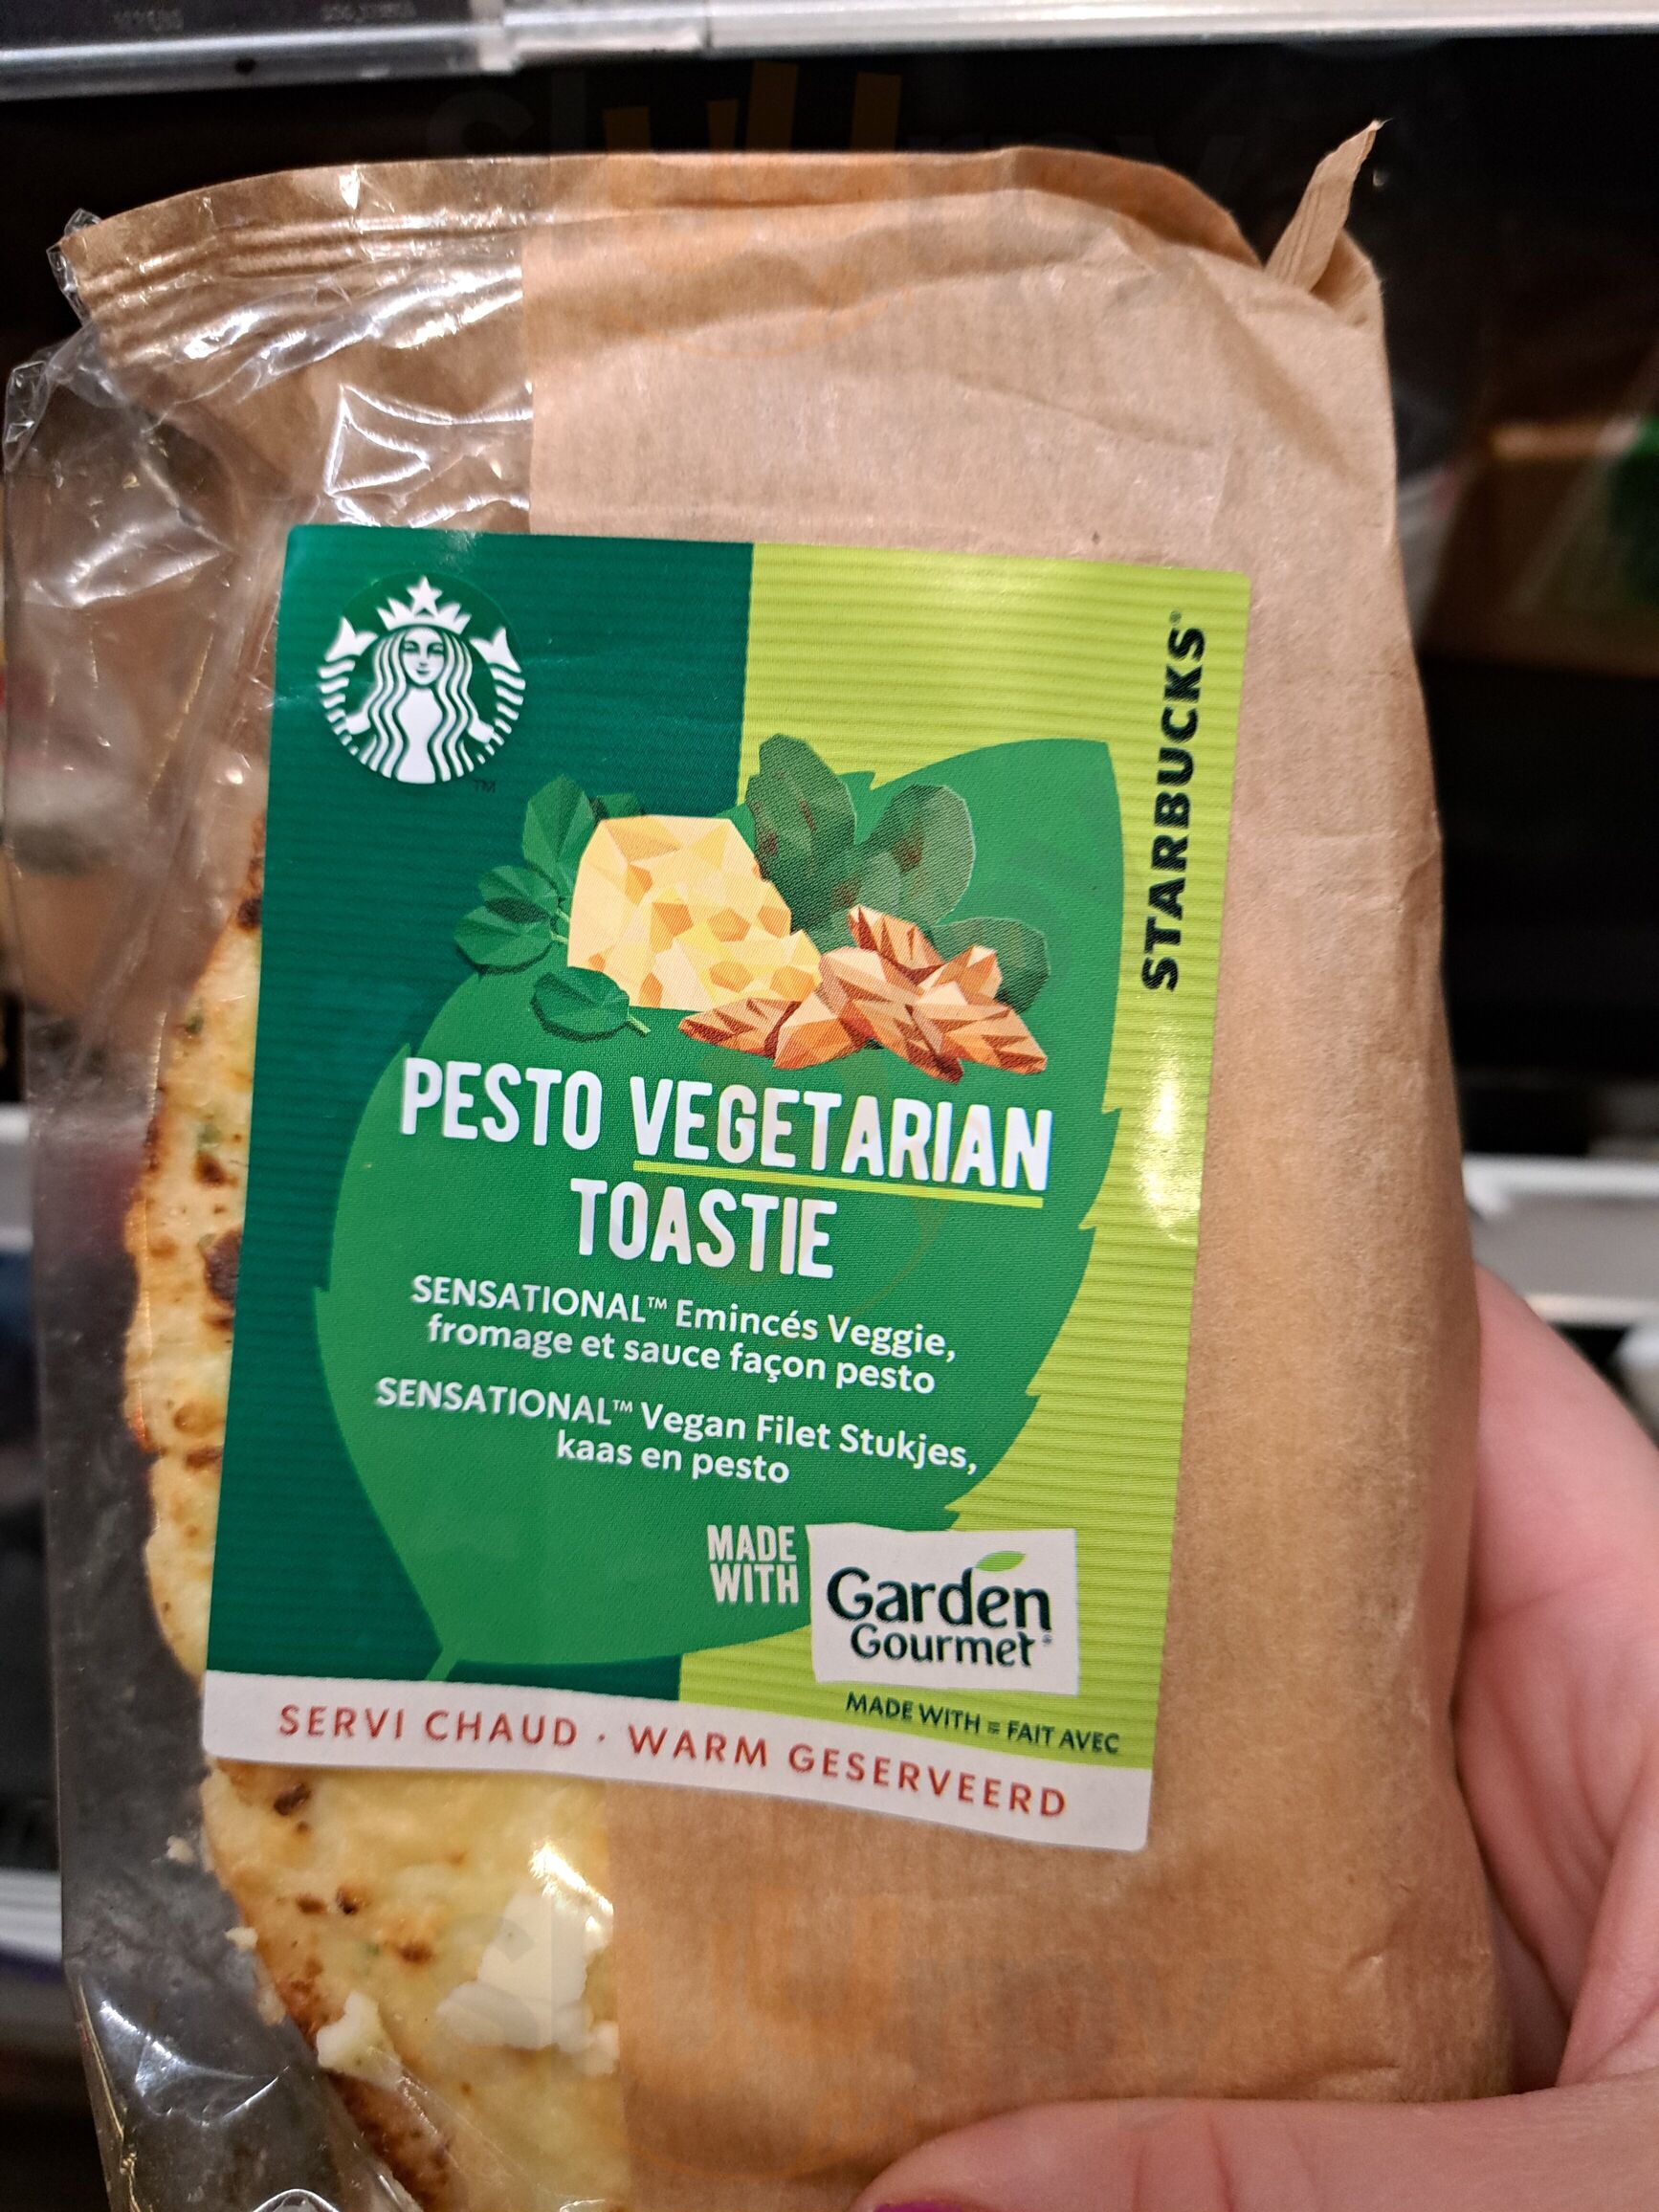 STARBUCKS®
TM
PESTO VEGETARIAN
TOASTIE
SENSATIONAL™ Emincés Veggie,
fromage et sauce façon pesto
SENSATIONAL™ Vegan Filet Stukjes,
kaas en pesto
MADE
WITH
Garden
Gourmet®
MADE WITH = FAIT AVEC
SERVI CHAUD · WARM GESERVEERD